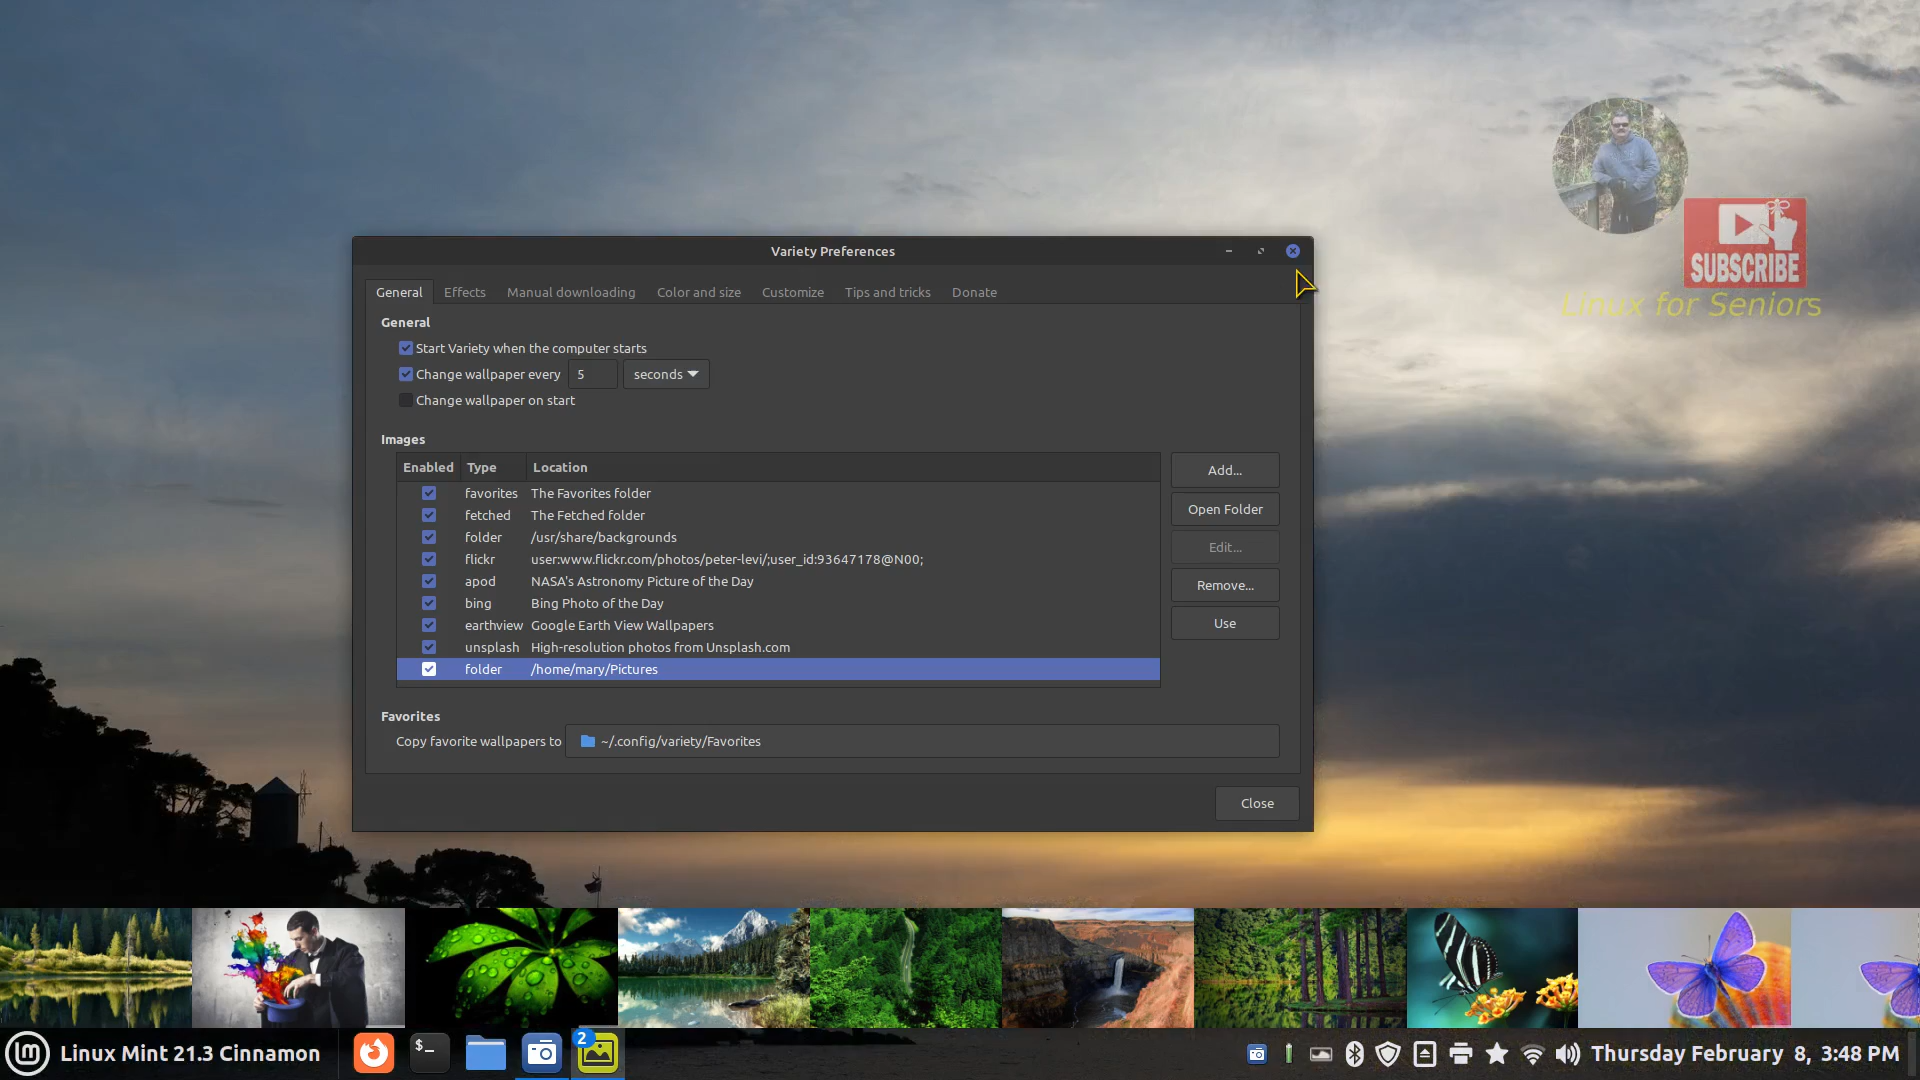 Variety Preferences
General Effects Manual downloading Color and size Customize Tips and tricks Donate
General
Start Variety when the computer starts
Change wallpaper every 5 seconds
Change wallpaper on start
Images
Enabled Type Location
favorites The Favorites folder
fetched The Fetched folder
folder /usr/share/backgrounds
flickr user:www.flickr.com/photos/peter-levi/;user_id:93647178@N00;
apod NASA's Astronomy Picture of the Day
bing Bing Photo of the Day
earthview Google Earth View Wallpapers
unsplash High-resolution photos from Unsplash.com
folder /home/mary/Pictures
Add...
Open Folder
Edit...
Remove...
Use
Favorites
Copy favorite wallpapers to ~/.config/variety/Favorites
Close
SUBSCRIBE
Linux for Seniors
Linux Mint 21.3 Cinnamon
$_
2
Thursday February 8, 3:48 PM